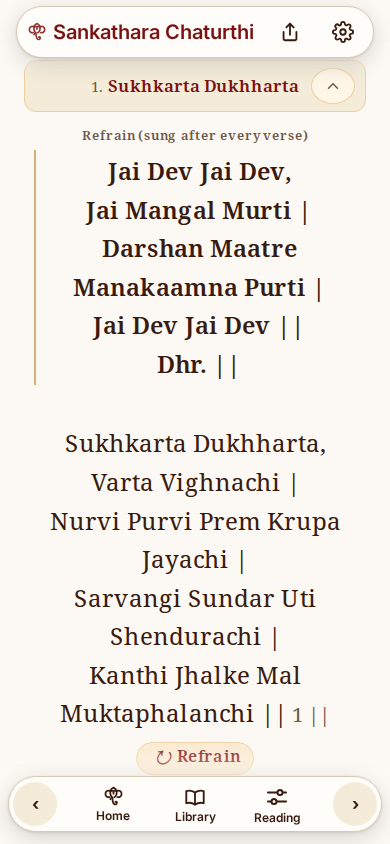 Sankathara Chaturthi
1. Sukhkarta Dukhharta
Refrain (sung after every verse)
Jai Dev Jai Dev,
Jai Mangal Murti |
Darshan Maatre
Manakaamna Purti |
Jai Dev Jai Dev ||
Dhr. ||
Sukhkarta Dukhharta,
Varta Vighnachi |
Nurvi Purvi Prem Krupa
Jayachi |
Sarvangi Sundar Uti
Shendurachi |
Kanthi Jhalke Mal
Muktaphalanchi || 1 ||
Refrain
‹ Home Library Reading ›